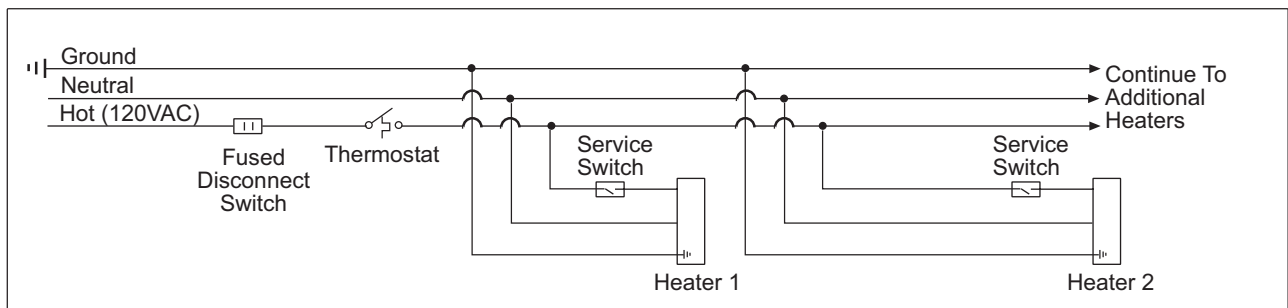 Ground
Neutral
Hot (120VAC)
Fused
Disconnect
Switch
Thermostat
Service
Switch
Heater 1
Service
Switch
Heater 2
Continue To
Additional
Heaters